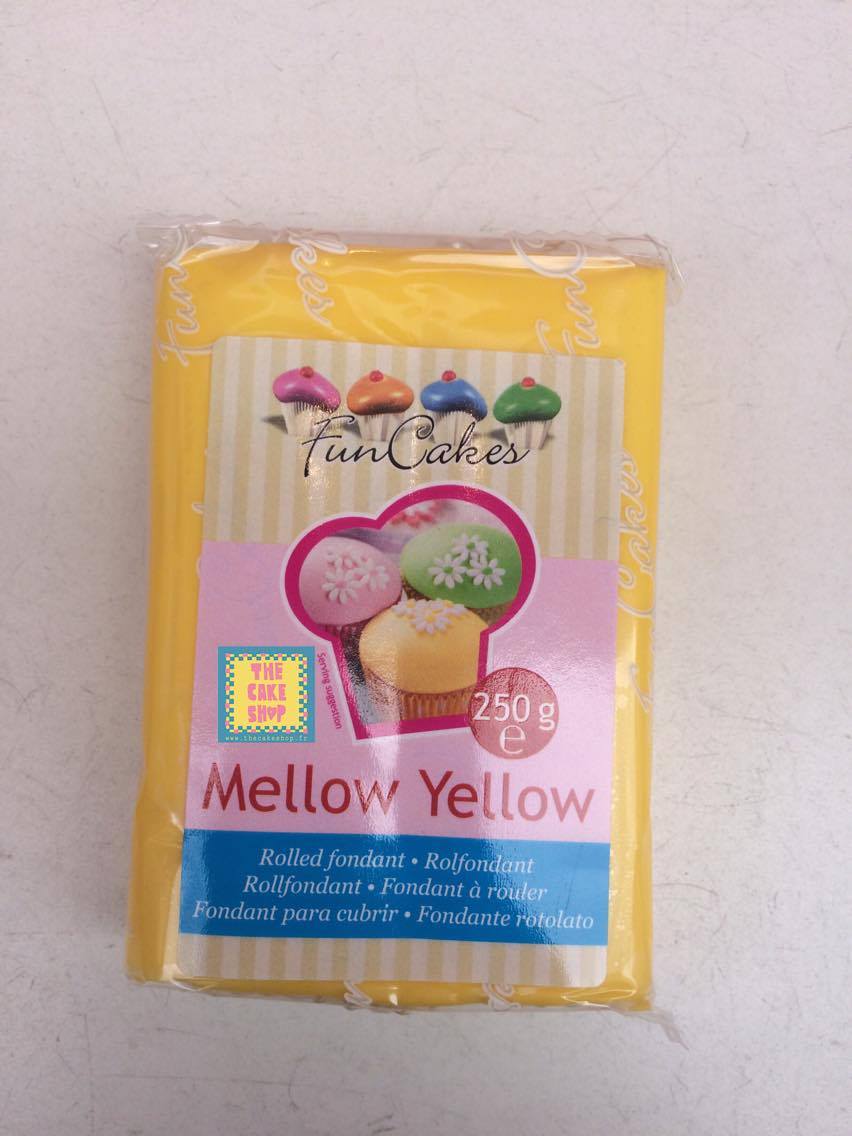 FunCakes
THE
CAKE
SHOP
www.thecakeshop.fr
Serving suggestion
250 g
e
Mellow Yellow
Rolled fondant • Rolfondant
Rollfondant • Fondant à rouler
Fondant para cubrir • Fondante rotolato